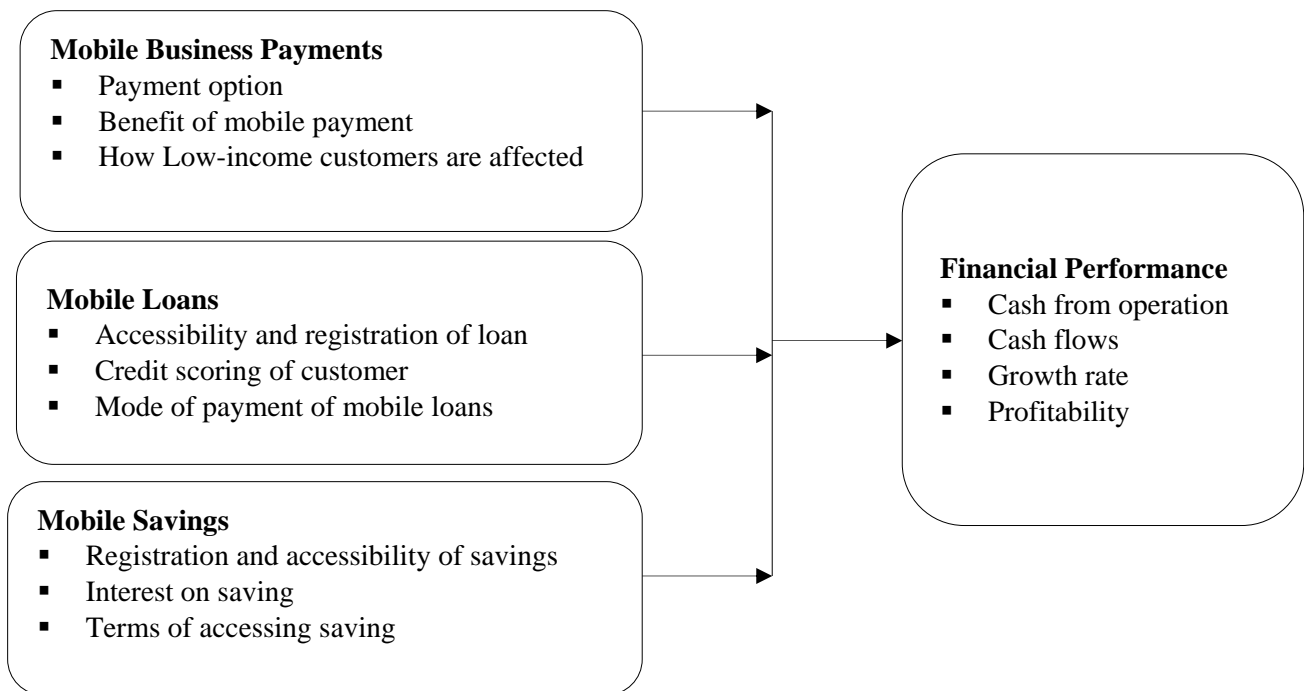 Mobile Business Payments
▪ Payment option
▪ Benefit of mobile payment
▪ How Low-income customers are affected
Mobile Loans
▪ Accessibility and registration of loan
▪ Credit scoring of customer
▪ Mode of payment of mobile loans
Mobile Savings
▪ Registration and accessibility of savings
▪ Interest on saving
▪ Terms of accessing saving
Financial Performance
▪ Cash from operation
▪ Cash flows
▪ Growth rate
▪ Profitability